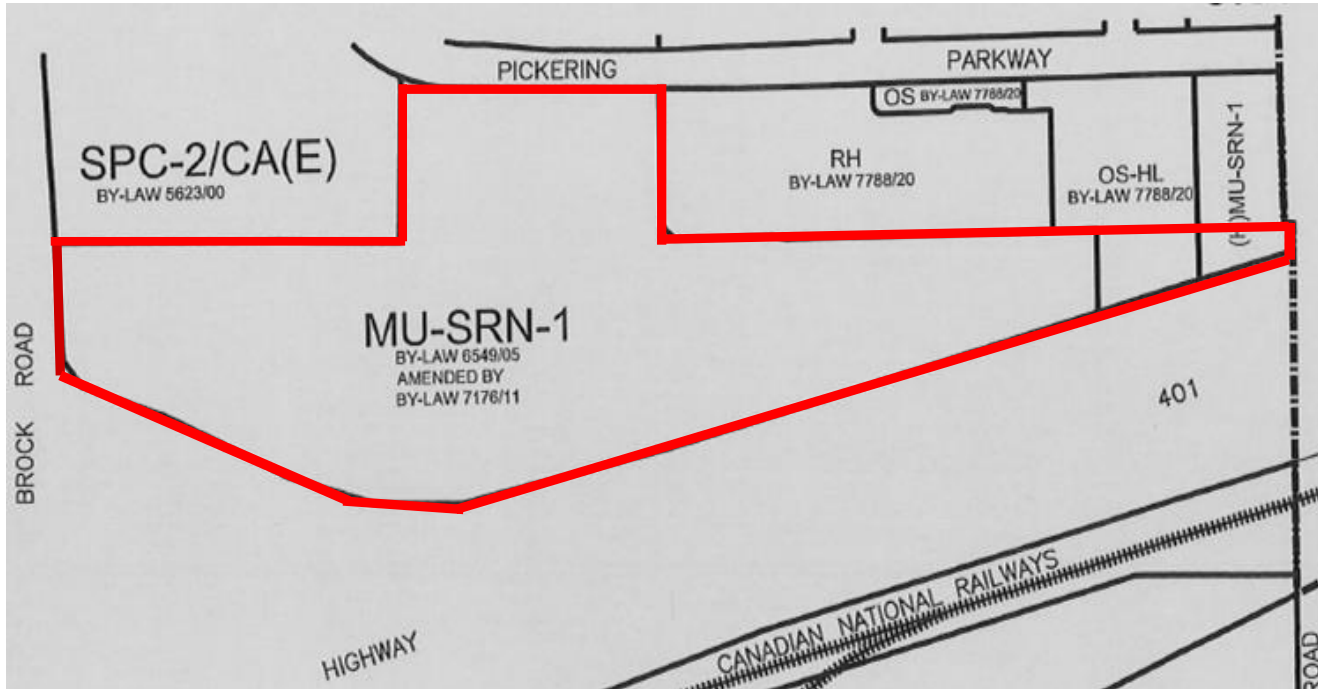 PICKERING
PARKWAY
OS BY-LAW 7788/20
SPC-2/CA(E)
BY-LAW 5623/00
RH
BY-LAW 7788/20
OS-HL
BY-LAW 7788/20
(H)MU-SRN-1
MU-SRN-1
BY-LAW 6549/05
AMENDED BY
BY-LAW 7176/11
BROCK ROAD
401
HIGHWAY
CANADIAN NATIONAL RAILWAYS
ROAD